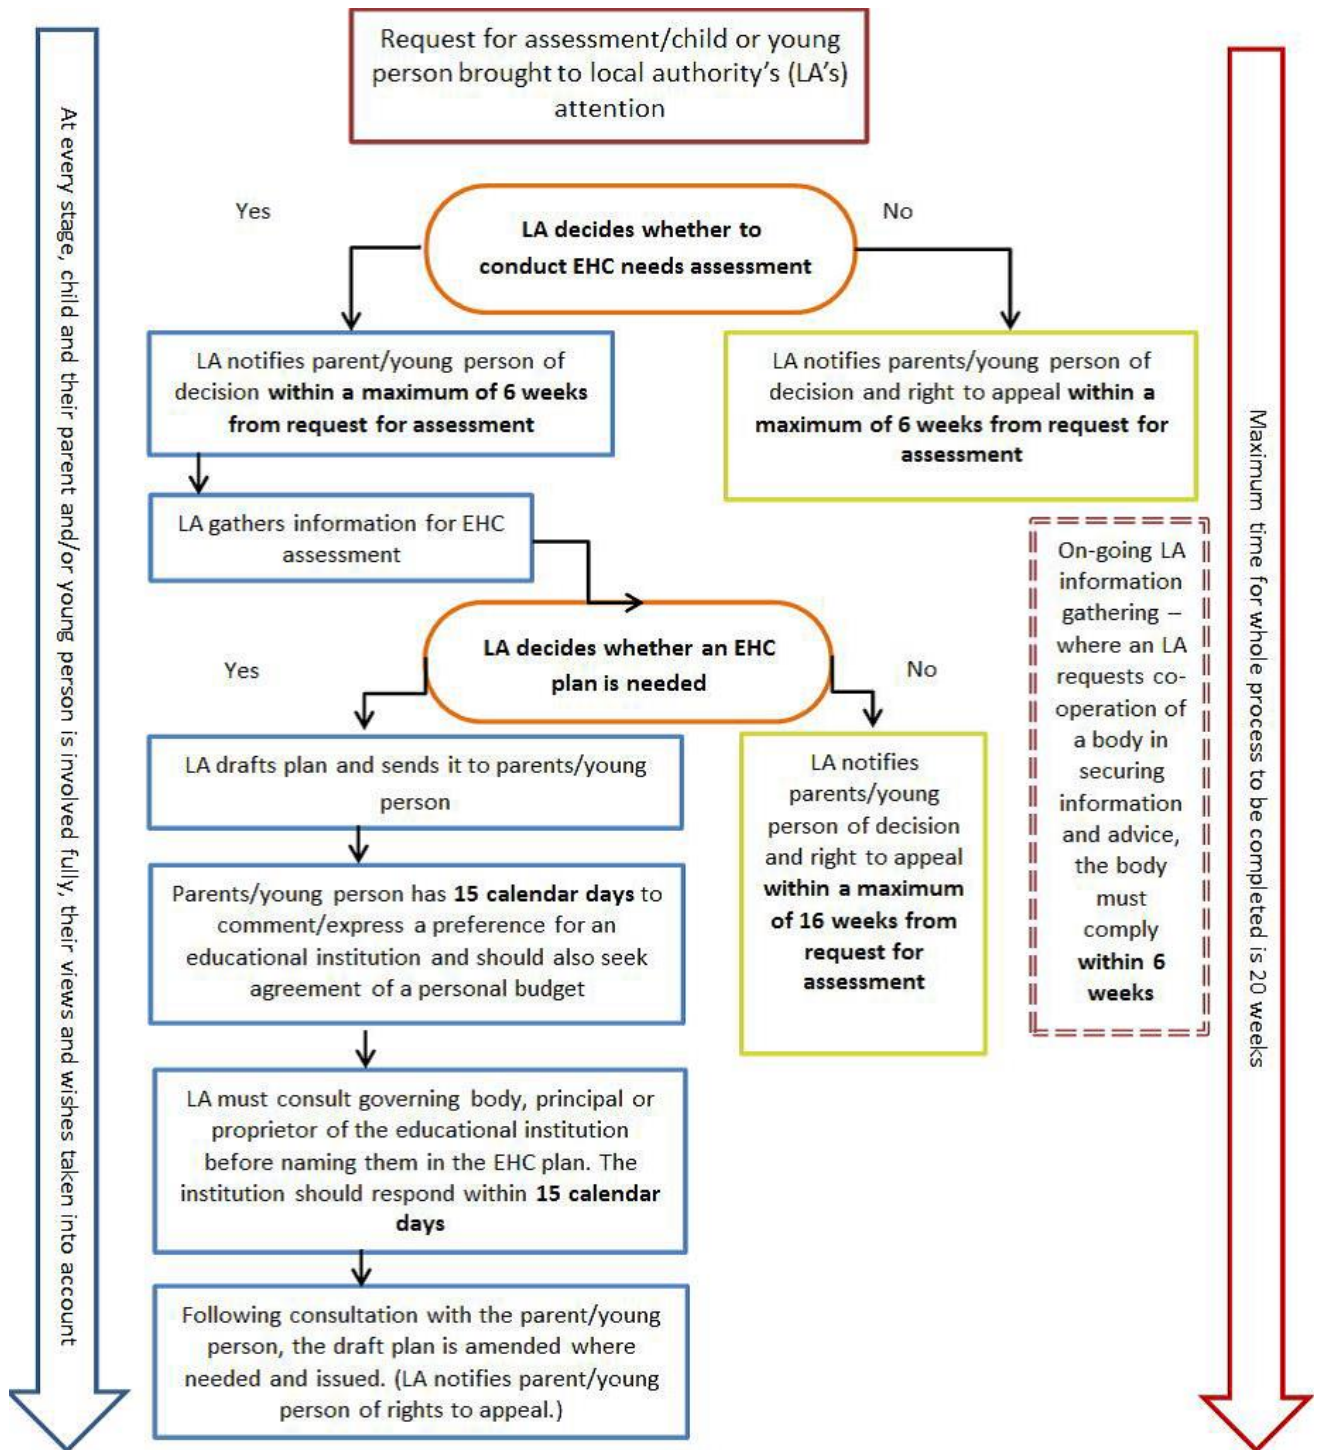 Request for assessment/child or young
person brought to local authority’s (LA’s)
attention
At every stage, child and their parent and/or young person is involved fully, their views and wishes taken into account
Maximum time for whole process to be completed is 20 weeks
Yes
No
LA decides whether to
conduct EHC needs assessment
LA notifies parent/young person of
decision within a maximum of 6 weeks
from request for assessment
LA notifies parents/young person of
decision and right to appeal within a
maximum of 6 weeks from request for
assessment
LA gathers information for EHC
assessment
On-going LA
information
gathering –
where an LA
requests co-
operation of
a body in
securing
information
and advice,
the body
must
comply
within 6
weeks
LA decides whether an EHC
plan is needed
Yes
No
LA drafts plan and sends it to parents/young
person
LA notifies
parents/young
person of decision
and right to appeal
within a maximum
of 16 weeks from
request for
assessment
Parents/young person has 15 calendar days to
comment/express a preference for an
educational institution and should also seek
agreement of a personal budget
LA must consult governing body, principal or
proprietor of the educational institution
before naming them in the EHC plan. The
institution should respond within 15 calendar
days
Following consultation with the parent/young
person, the draft plan is amended where
needed and issued. (LA notifies parent/young
person of rights to appeal.)